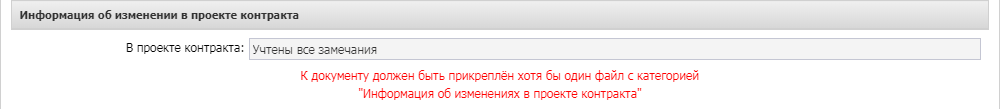 Информация об изменении в проекте контракта
В проекте контракта: Учтены все замечания
К документу должен быть прикреплён хотя бы один файл с категорией
"Информация об изменениях в проекте контракта"